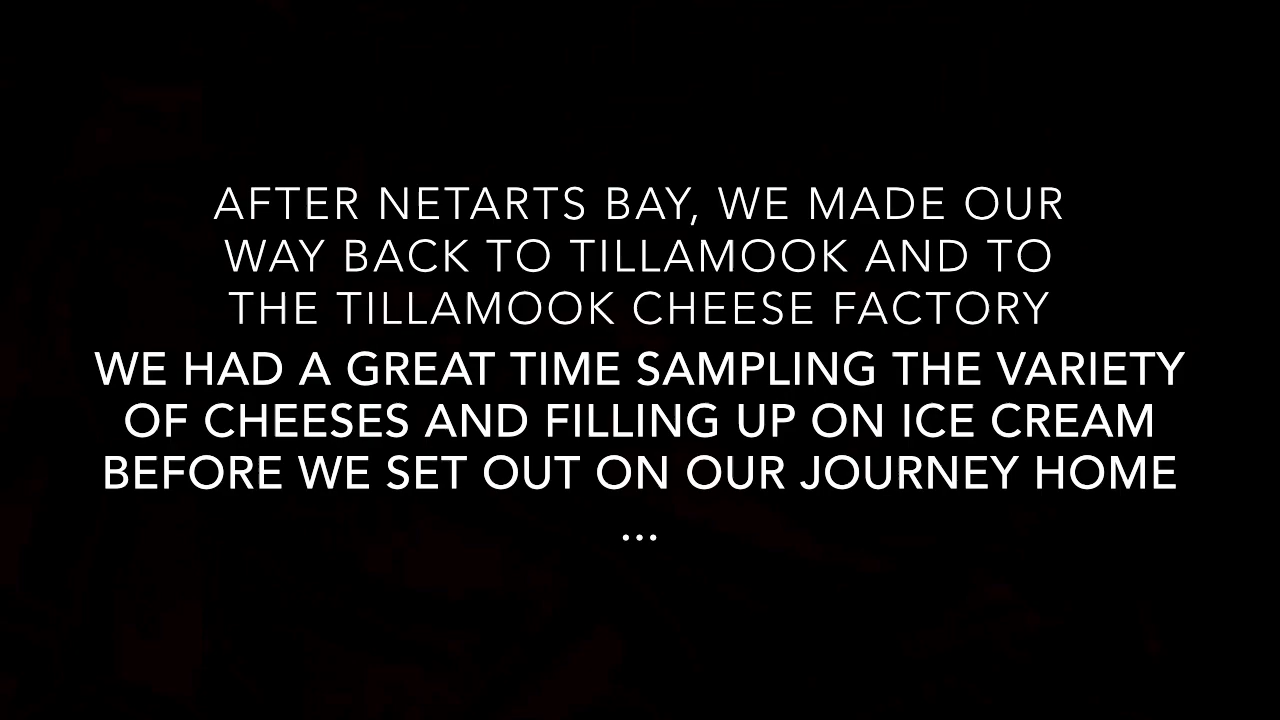 AFTER NETARTS BAY, WE MADE OUR
WAY BACK TO TILLAMOOK AND TO
THE TILLAMOOK CHEESE FACTORY
WE HAD A GREAT TIME SAMPLING THE VARIETY
OF CHEESES AND FILLING UP ON ICE CREAM
BEFORE WE SET OUT ON OUR JOURNEY HOME
...